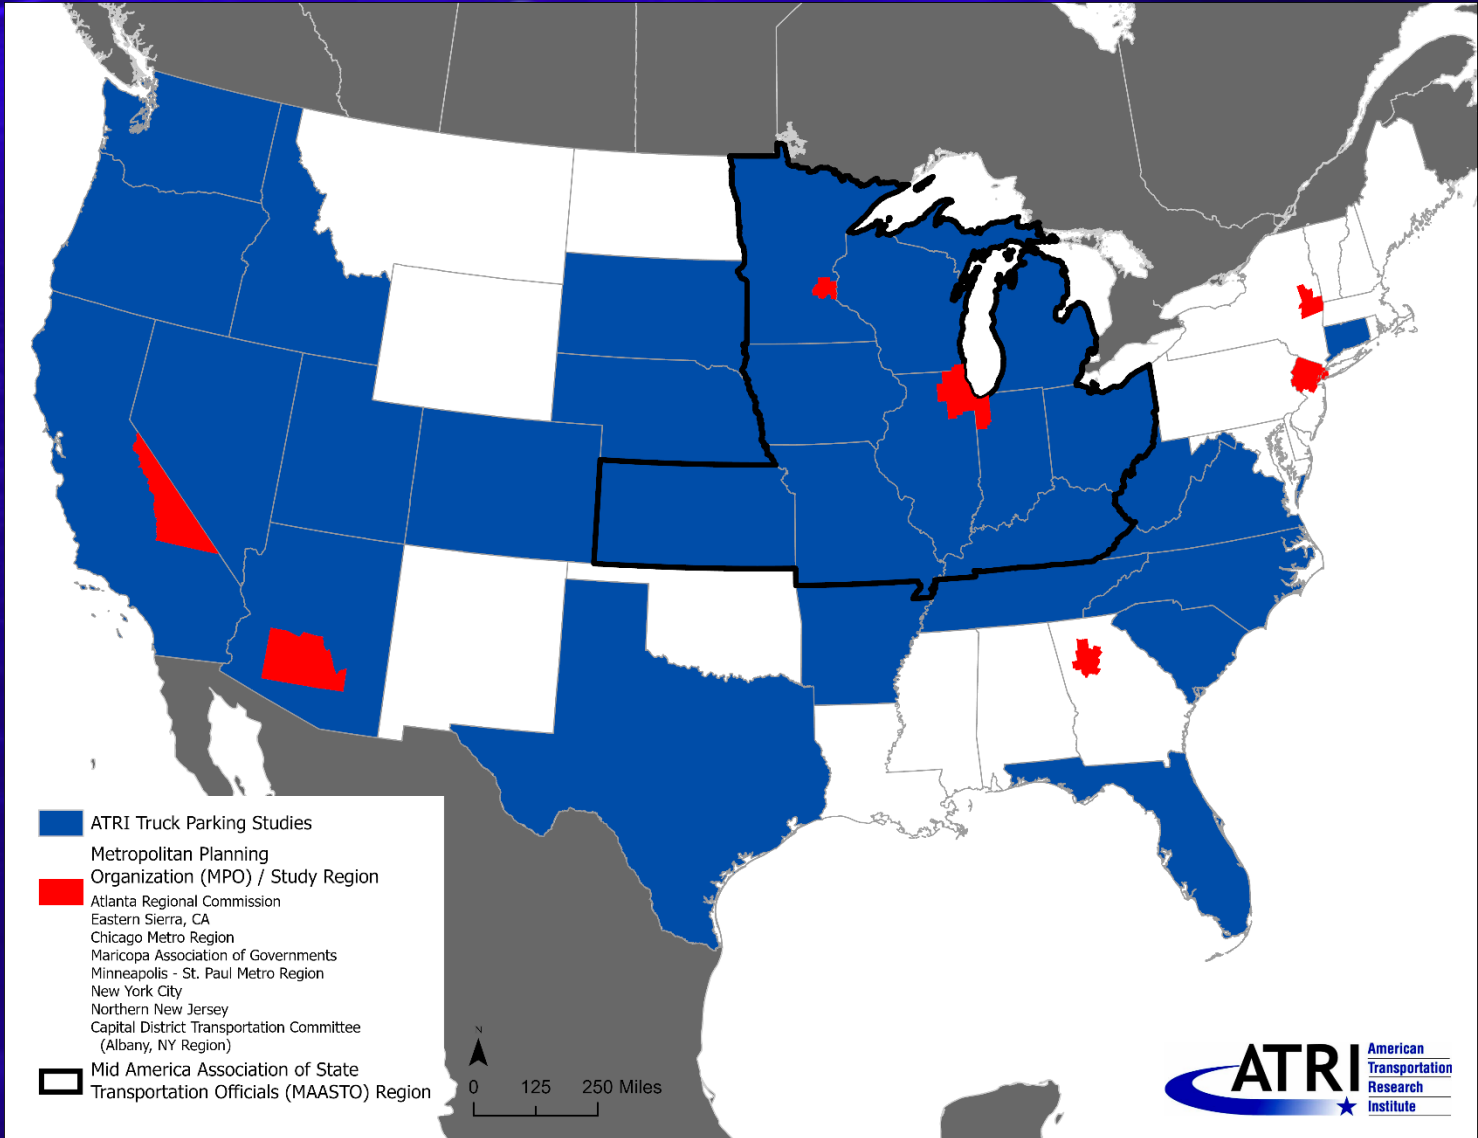 ATRI Truck Parking Studies
Metropolitan Planning
Organization (MPO) / Study Region
Atlanta Regional Commission
Eastern Sierra, CA
Chicago Metro Region
Maricopa Association of Governments
Minneapolis - St. Paul Metro Region
New York City
Northern New Jersey
Capital District Transportation Committee
(Albany, NY Region)
Mid America Association of State
Transportation Officials (MAASTO) Region
N
0 125 250 Miles
ATRI
American
Transportation
Research
Institute